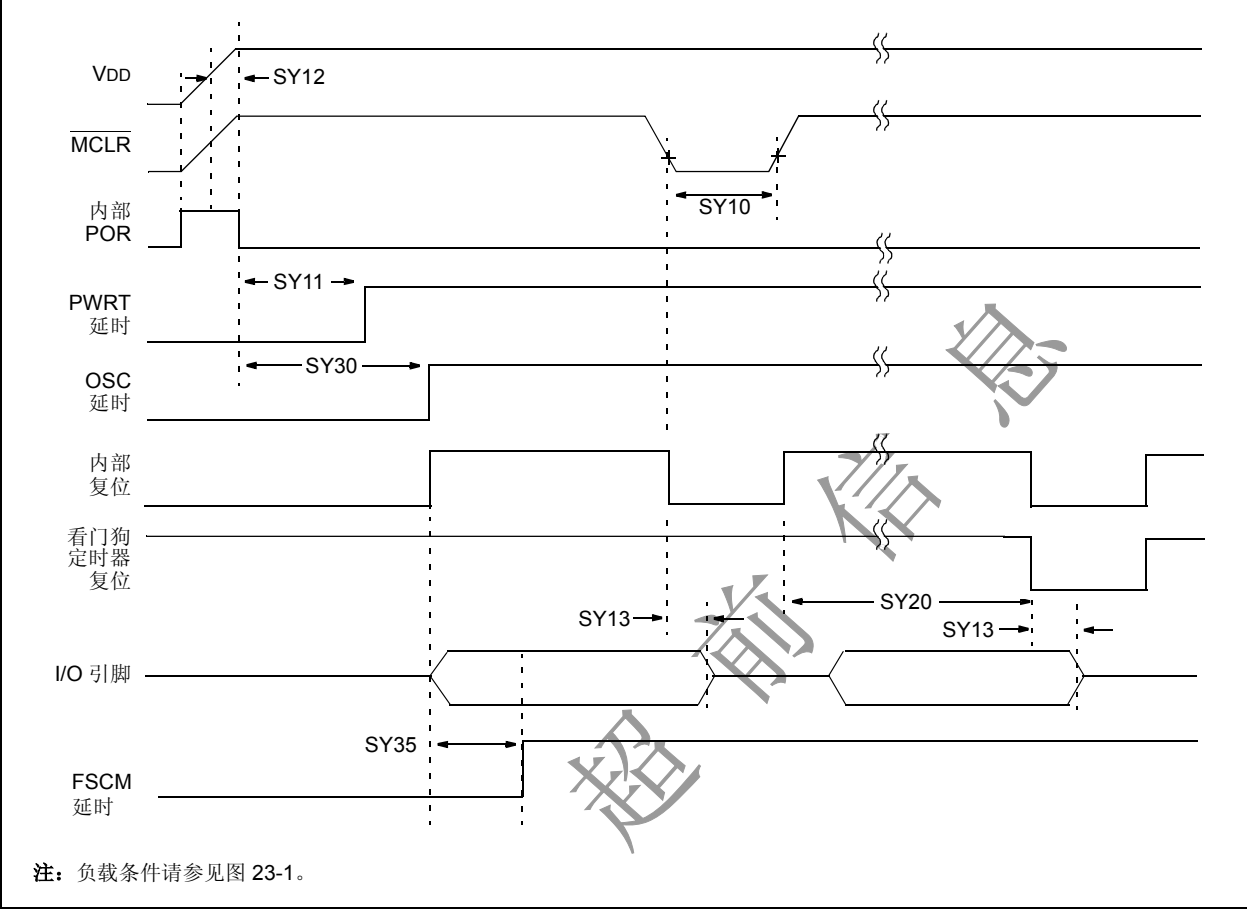 VDD
SY12
MCLR
SY10
内部
POR
SY11
PWRT
延时
SY30
OSC
延时
内部
复位
看门狗
定时器
复位
SY20
SY13
SY13
I/O 引脚
SY35
FSCM
延时
超前信息
注：负载条件请参见图 23-1。